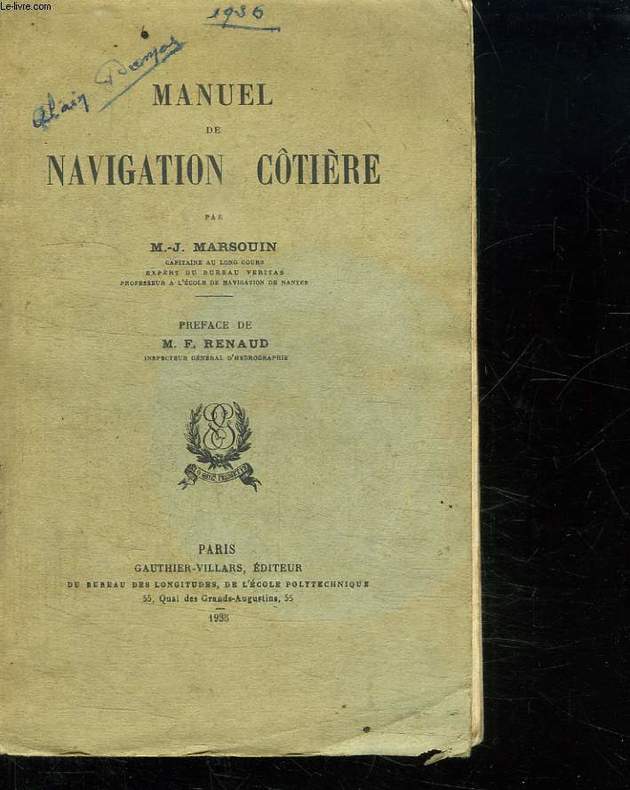 Le-livre.com
1936
Alain
MANUEL
DE
NAVIGATION CÔTIÈRE
PAR
M.-J. MARSOUIN
CAPITAINE AU LONG COURS
EXPERT DU BUREAU VERITAS
PROFESSEUR A L'ÉCOLE DE NAVIGATION DE NANTES
PREFACE DE
M. F. RENAUD
INSPECTEUR GÉNÉRAL D'HYDROGRAPHIE
PARIS
GAUTHIER-VILLARS, ÉDITEUR
DU BUREAU DES LONGITUDES, DE L'ÉCOLE POLYTECHNIQUE
55, Quai des Grands-Augustins, 55